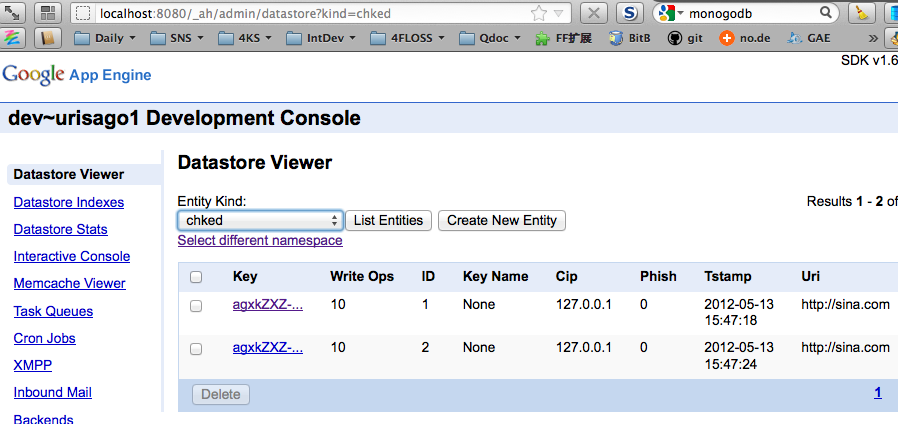 localhost:8080/_ah/admin/datastore?kind=chked
monogodb
Daily SNS 4KS IntDev 4FLOSS Qdoc FF扩展 BitB git no.de GAE »
SDK v1.6
Google App Engine
dev~urisago1 Development Console
Datastore Viewer
Datastore Indexes
Datastore Stats
Interactive Console
Memcache Viewer
Task Queues
Cron Jobs
XMPP
Inbound Mail
Backends
Datastore Viewer
Entity Kind:
Results 1 - 2 of
chked List Entities Create New Entity
Select different namespace
Key Write Ops ID Key Name Cip Phish Tstamp Uri
agxkZXZ-... 10 1 None 127.0.0.1 0 2012-05-13 http://sina.com
15:47:18
agxkZXZ-... 10 2 None 127.0.0.1 0 2012-05-13 http://sina.com
15:47:24
Delete 1